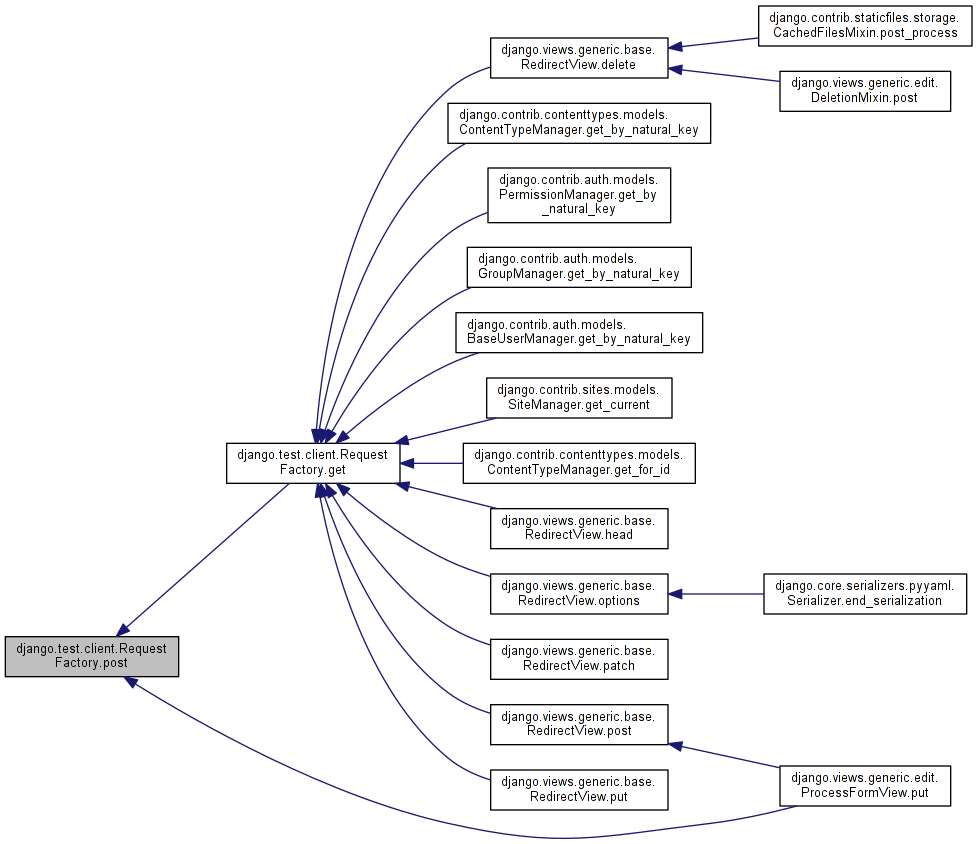 django.contrib.staticfiles.storage.
CachedFilesMixin.post_process
django.views.generic.base.
RedirectView.delete
django.views.generic.edit.
DeletionMixin.post
django.contrib.contenttypes.models.
ContentTypeManager.get_by_natural_key
django.contrib.auth.models.
PermissionManager.get_by
_natural_key
django.contrib.auth.models.
GroupManager.get_by_natural_key
django.contrib.auth.models.
BaseUserManager.get_by_natural_key
django.contrib.sites.models.
SiteManager.get_current
django.test.client.Request
Factory.get
django.contrib.contenttypes.models.
ContentTypeManager.get_for_id
django.views.generic.base.
RedirectView.head
django.views.generic.base.
RedirectView.options
django.core.serializers.pyyaml.
Serializer.end_serialization
django.test.client.Request
Factory.post
django.views.generic.base.
RedirectView.patch
django.views.generic.base.
RedirectView.post
django.views.generic.edit.
ProcessFormView.put
django.views.generic.base.
RedirectView.put